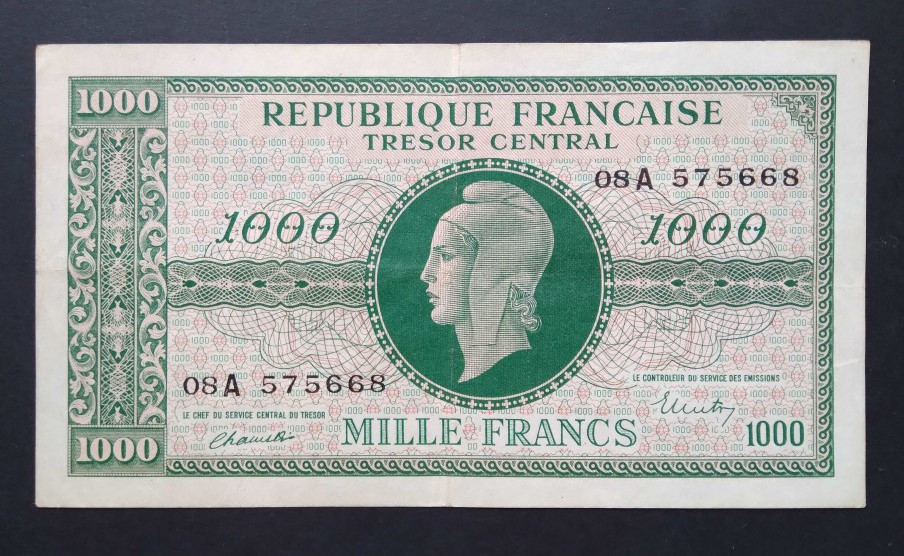 1000
REPUBLIQUE FRANCAISE
TRESOR CENTRAL
08A 575668
1000 1000
08A 575668
LE CONTROLEUR DU SERVICE DES EMISSIONS
LE CHEF DU SERVICE CENTRAL DU TRESOR
MILLE FRANCS
1000 1000